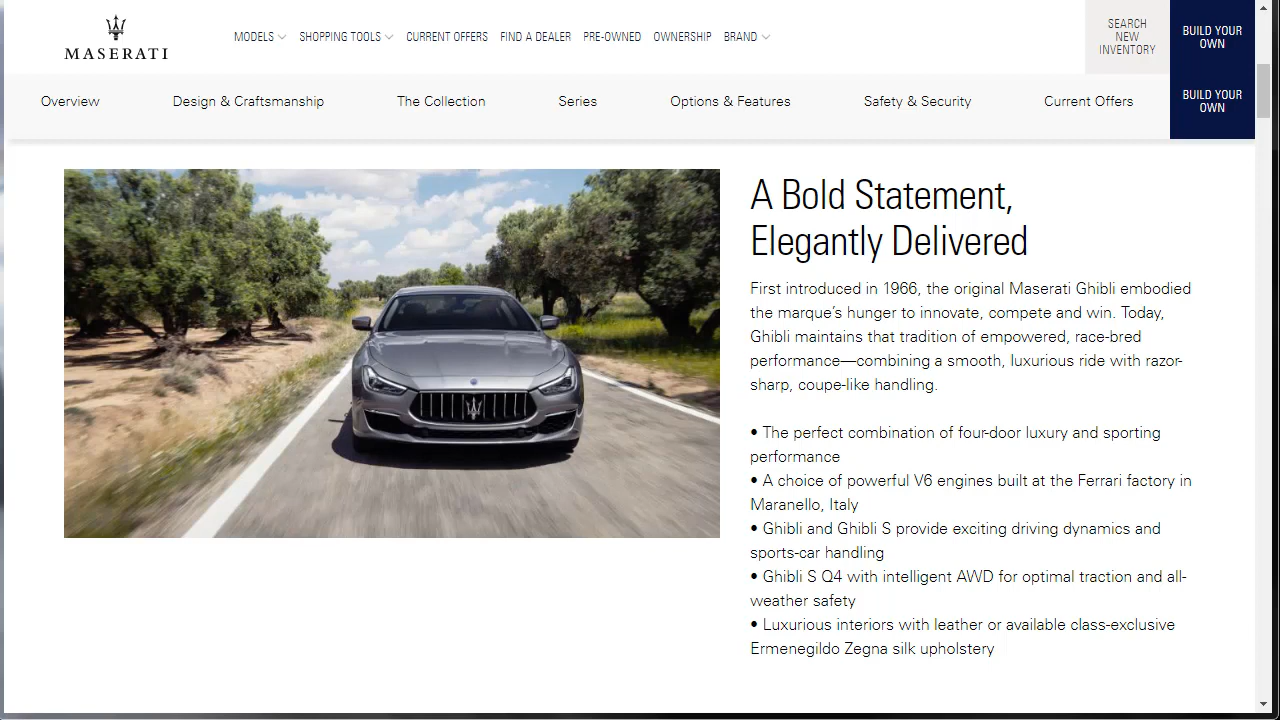 MASERATI
MODELS SHOPPING TOOLS CURRENT OFFERS FIND A DEALER PRE-OWNED OWNERSHIP BRAND
SEARCH
NEW
INVENTORY
BUILD YOUR
OWN
Overview Design & Craftsmanship The Collection Series Options & Features Safety & Security Current Offers
BUILD YOUR
OWN
A Bold Statement,
Elegantly Delivered
First introduced in 1966, the original Maserati Ghibli embodied
the marque’s hunger to innovate, compete and win. Today,
Ghibli maintains that tradition of empowered, race-bred
performance—combining a smooth, luxurious ride with razor-
sharp, coupe-like handling.
• The perfect combination of four-door luxury and sporting
performance
• A choice of powerful V6 engines built at the Ferrari factory in
Maranello, Italy
• Ghibli and Ghibli S provide exciting driving dynamics and
sports-car handling
• Ghibli S Q4 with intelligent AWD for optimal traction and all-
weather safety
• Luxurious interiors with leather or available class-exclusive
Ermenegildo Zegna silk upholstery